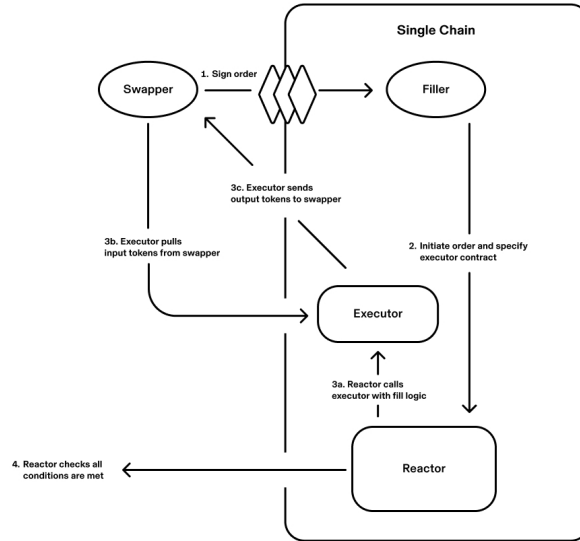 Single Chain
1. Sign order
Swapper
Filler
3c. Executor sends
output tokens to swapper
3b. Executor pulls
input tokens from swapper
2. Initiate order and specify
executor contract
Executor
3a. Reactor calls
executor with fill logic
4. Reactor checks all
conditions are met
Reactor